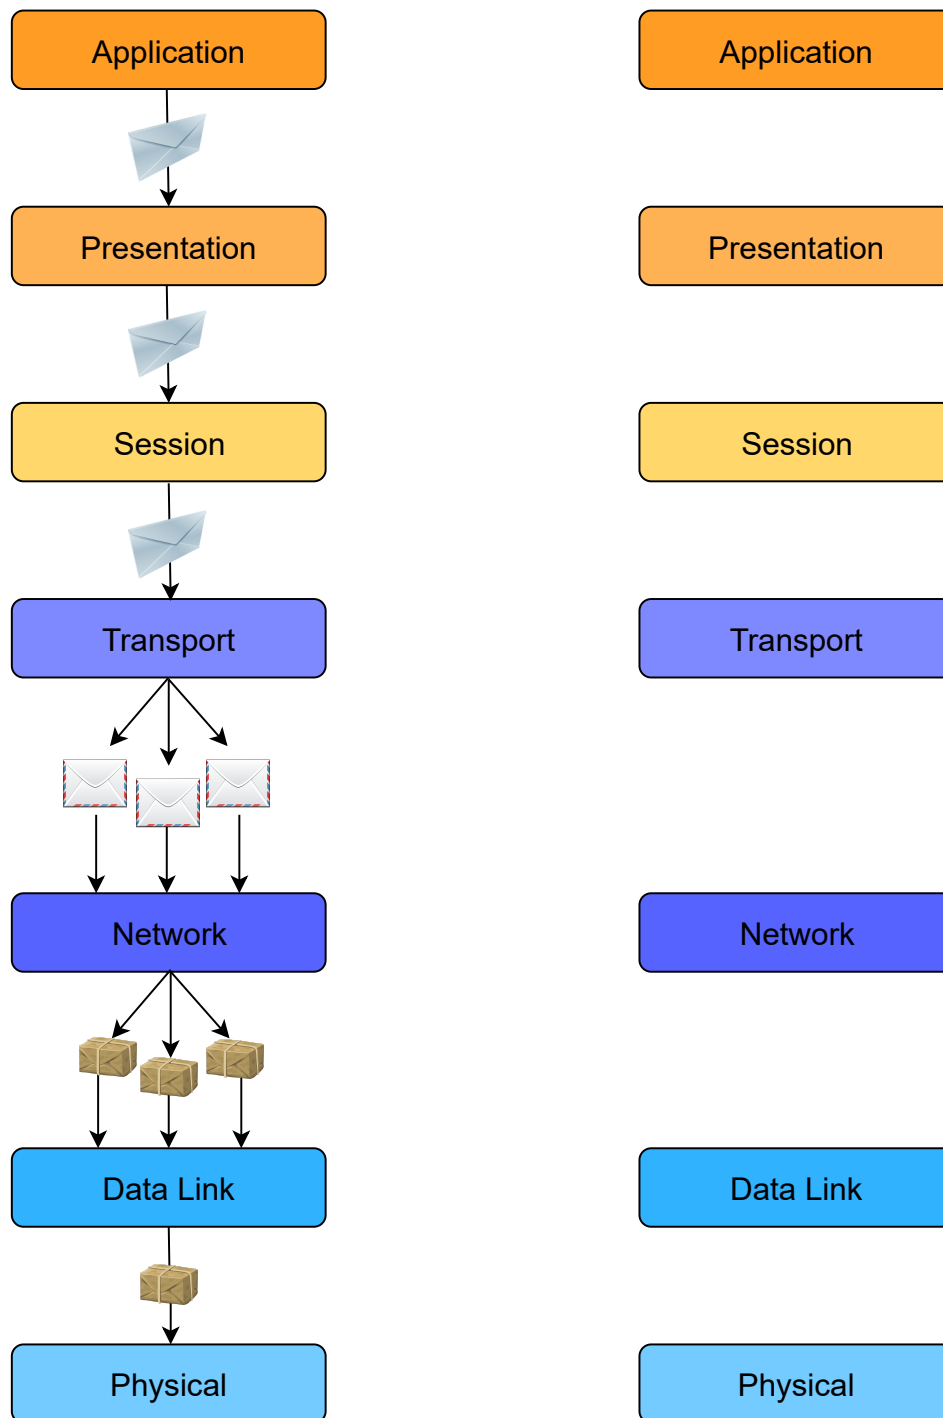 Application
Application
Presentation
Presentation
Session
Session
Transport
Transport
Network
Network
Data Link
Data Link
Physical
Physical